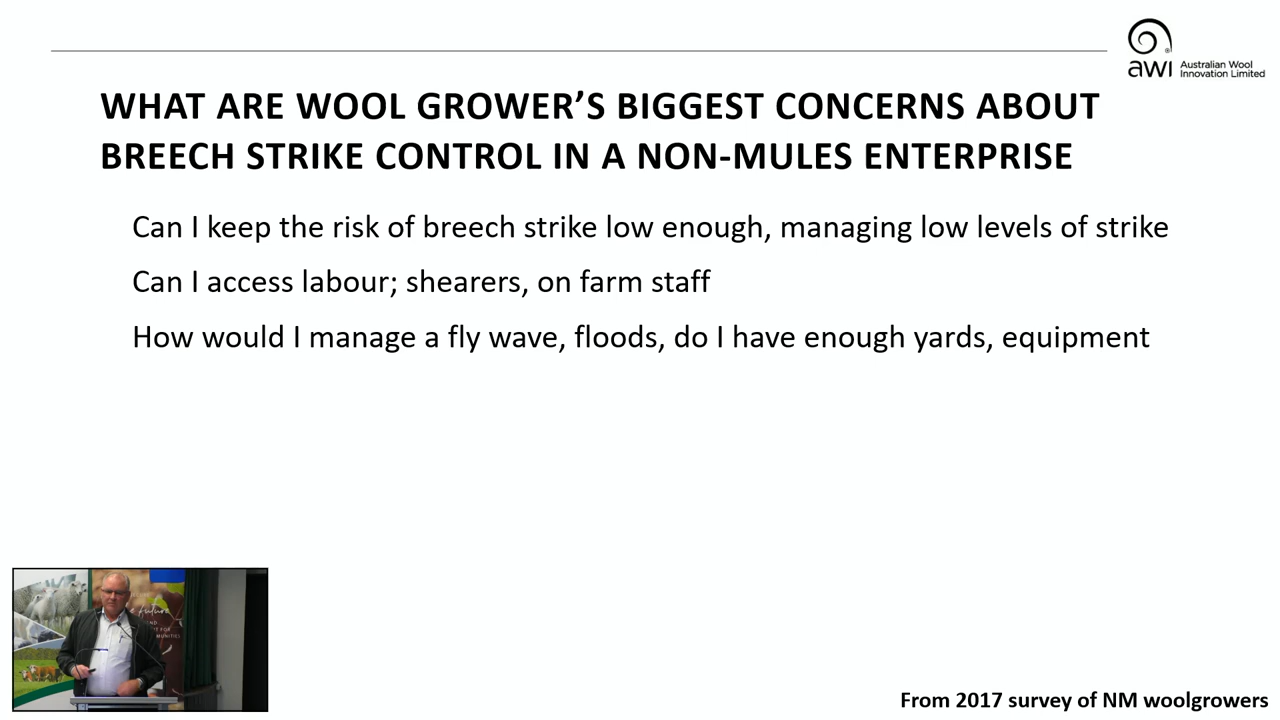 awi Australian Wool
Innovation Limited
WHAT ARE WOOL GROWER'S BIGGEST CONCERNS ABOUT
BREECH STRIKE CONTROL IN A NON-MULES ENTERPRISE
Can I keep the risk of breech strike low enough, managing low levels of strike
Can I access labour; shearers, on farm staff
How would I manage a fly wave, floods, do I have enough yards, equipment
future
From 2017 survey of NM woolgrowers